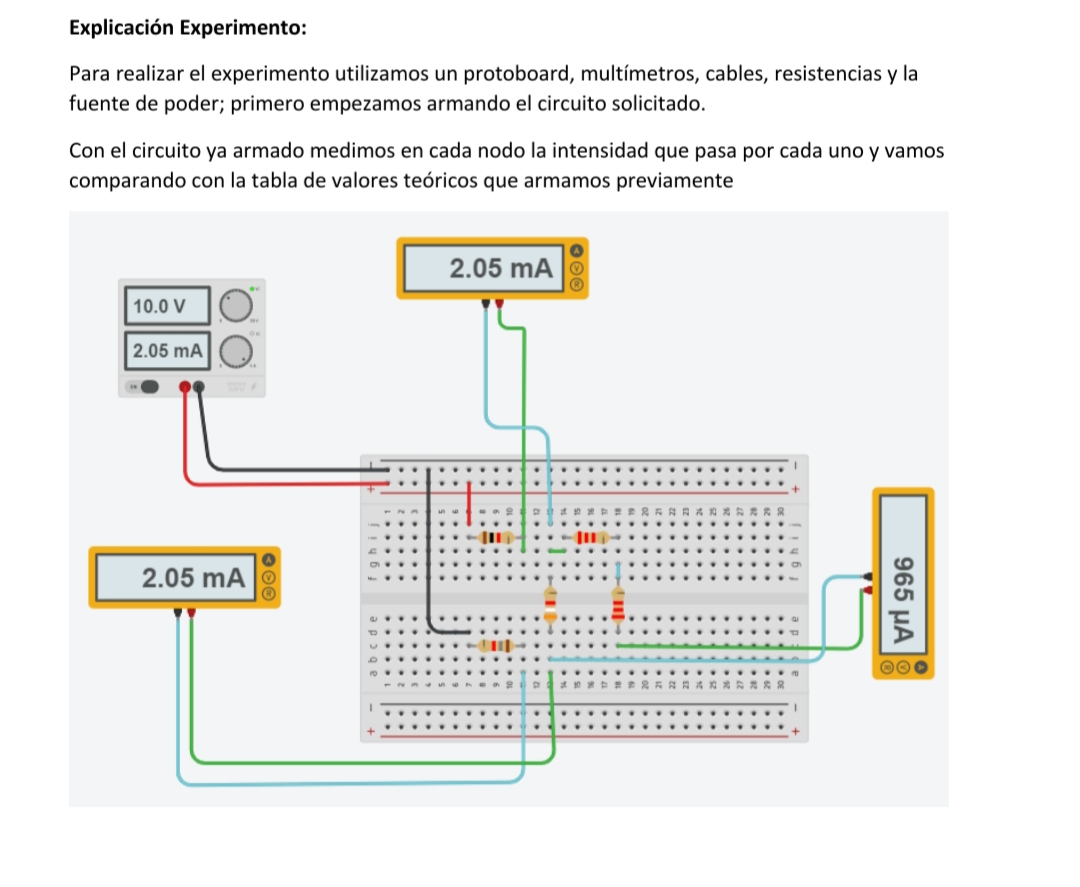 Explicación Experimento:
Para realizar el experimento utilizamos un protoboard, multímetros, cables, resistencias y la
fuente de poder; primero empezamos armando el circuito solicitado.
Con el circuito ya armado medimos en cada nodo la intensidad que pasa por cada uno y vamos
comparando con la tabla de valores teóricos que armamos previamente
2.05 mA
A
V
R
10.0 V
2.05 mA
2.05 mA
A
V
R
965 µA